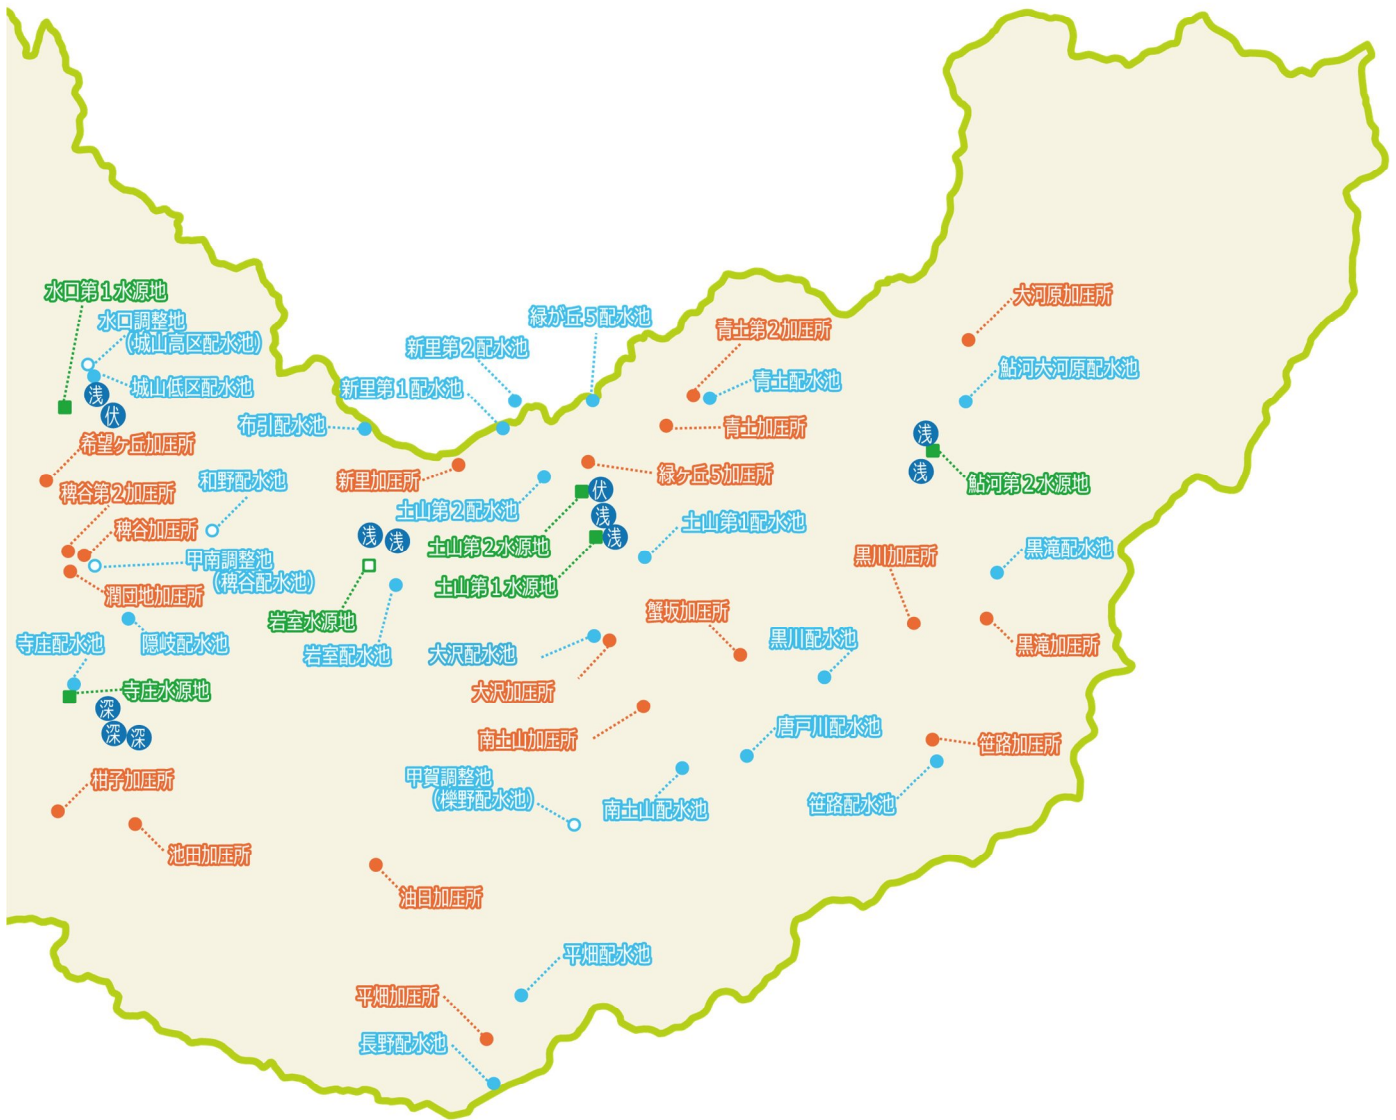 水口第1水源地
水口調整地
(城山高区配水池)
城山低区配水池
浅
伏
希望ヶ丘加圧所
稗谷第2加圧所
稗谷加圧所
和野配水池
甲南調整池
(稗谷配水池)
潤団地加圧所
寺庄配水池
隠岐配水池
寺庄水源地
深
深
深
柑子加圧所
池田加圧所
布引配水池
新里第2配水池
新里第1配水池
緑が丘5配水池
新里加圧所
土山第2配水池
浅
浅
岩室水源地
岩室配水池
土山第2水源地
土山第1水源地
伏
浅
浅
緑ヶ丘5加圧所
土山第1配水池
青土第2加圧所
青土配水池
青土加圧所
大河原加圧所
鮎河大河原配水池
浅
浅
鮎河第2水源地
黒川加圧所
黒滝配水池
黒滝加圧所
蟹坂加圧所
黒川配水池
大沢配水池
大沢加圧所
南土山加圧所
唐戸川配水池
笹路加圧所
笹路配水池
甲賀調整池
(櫟野配水池)
南土山配水池
油日加圧所
平畑配水池
平畑加圧所
長野配水池